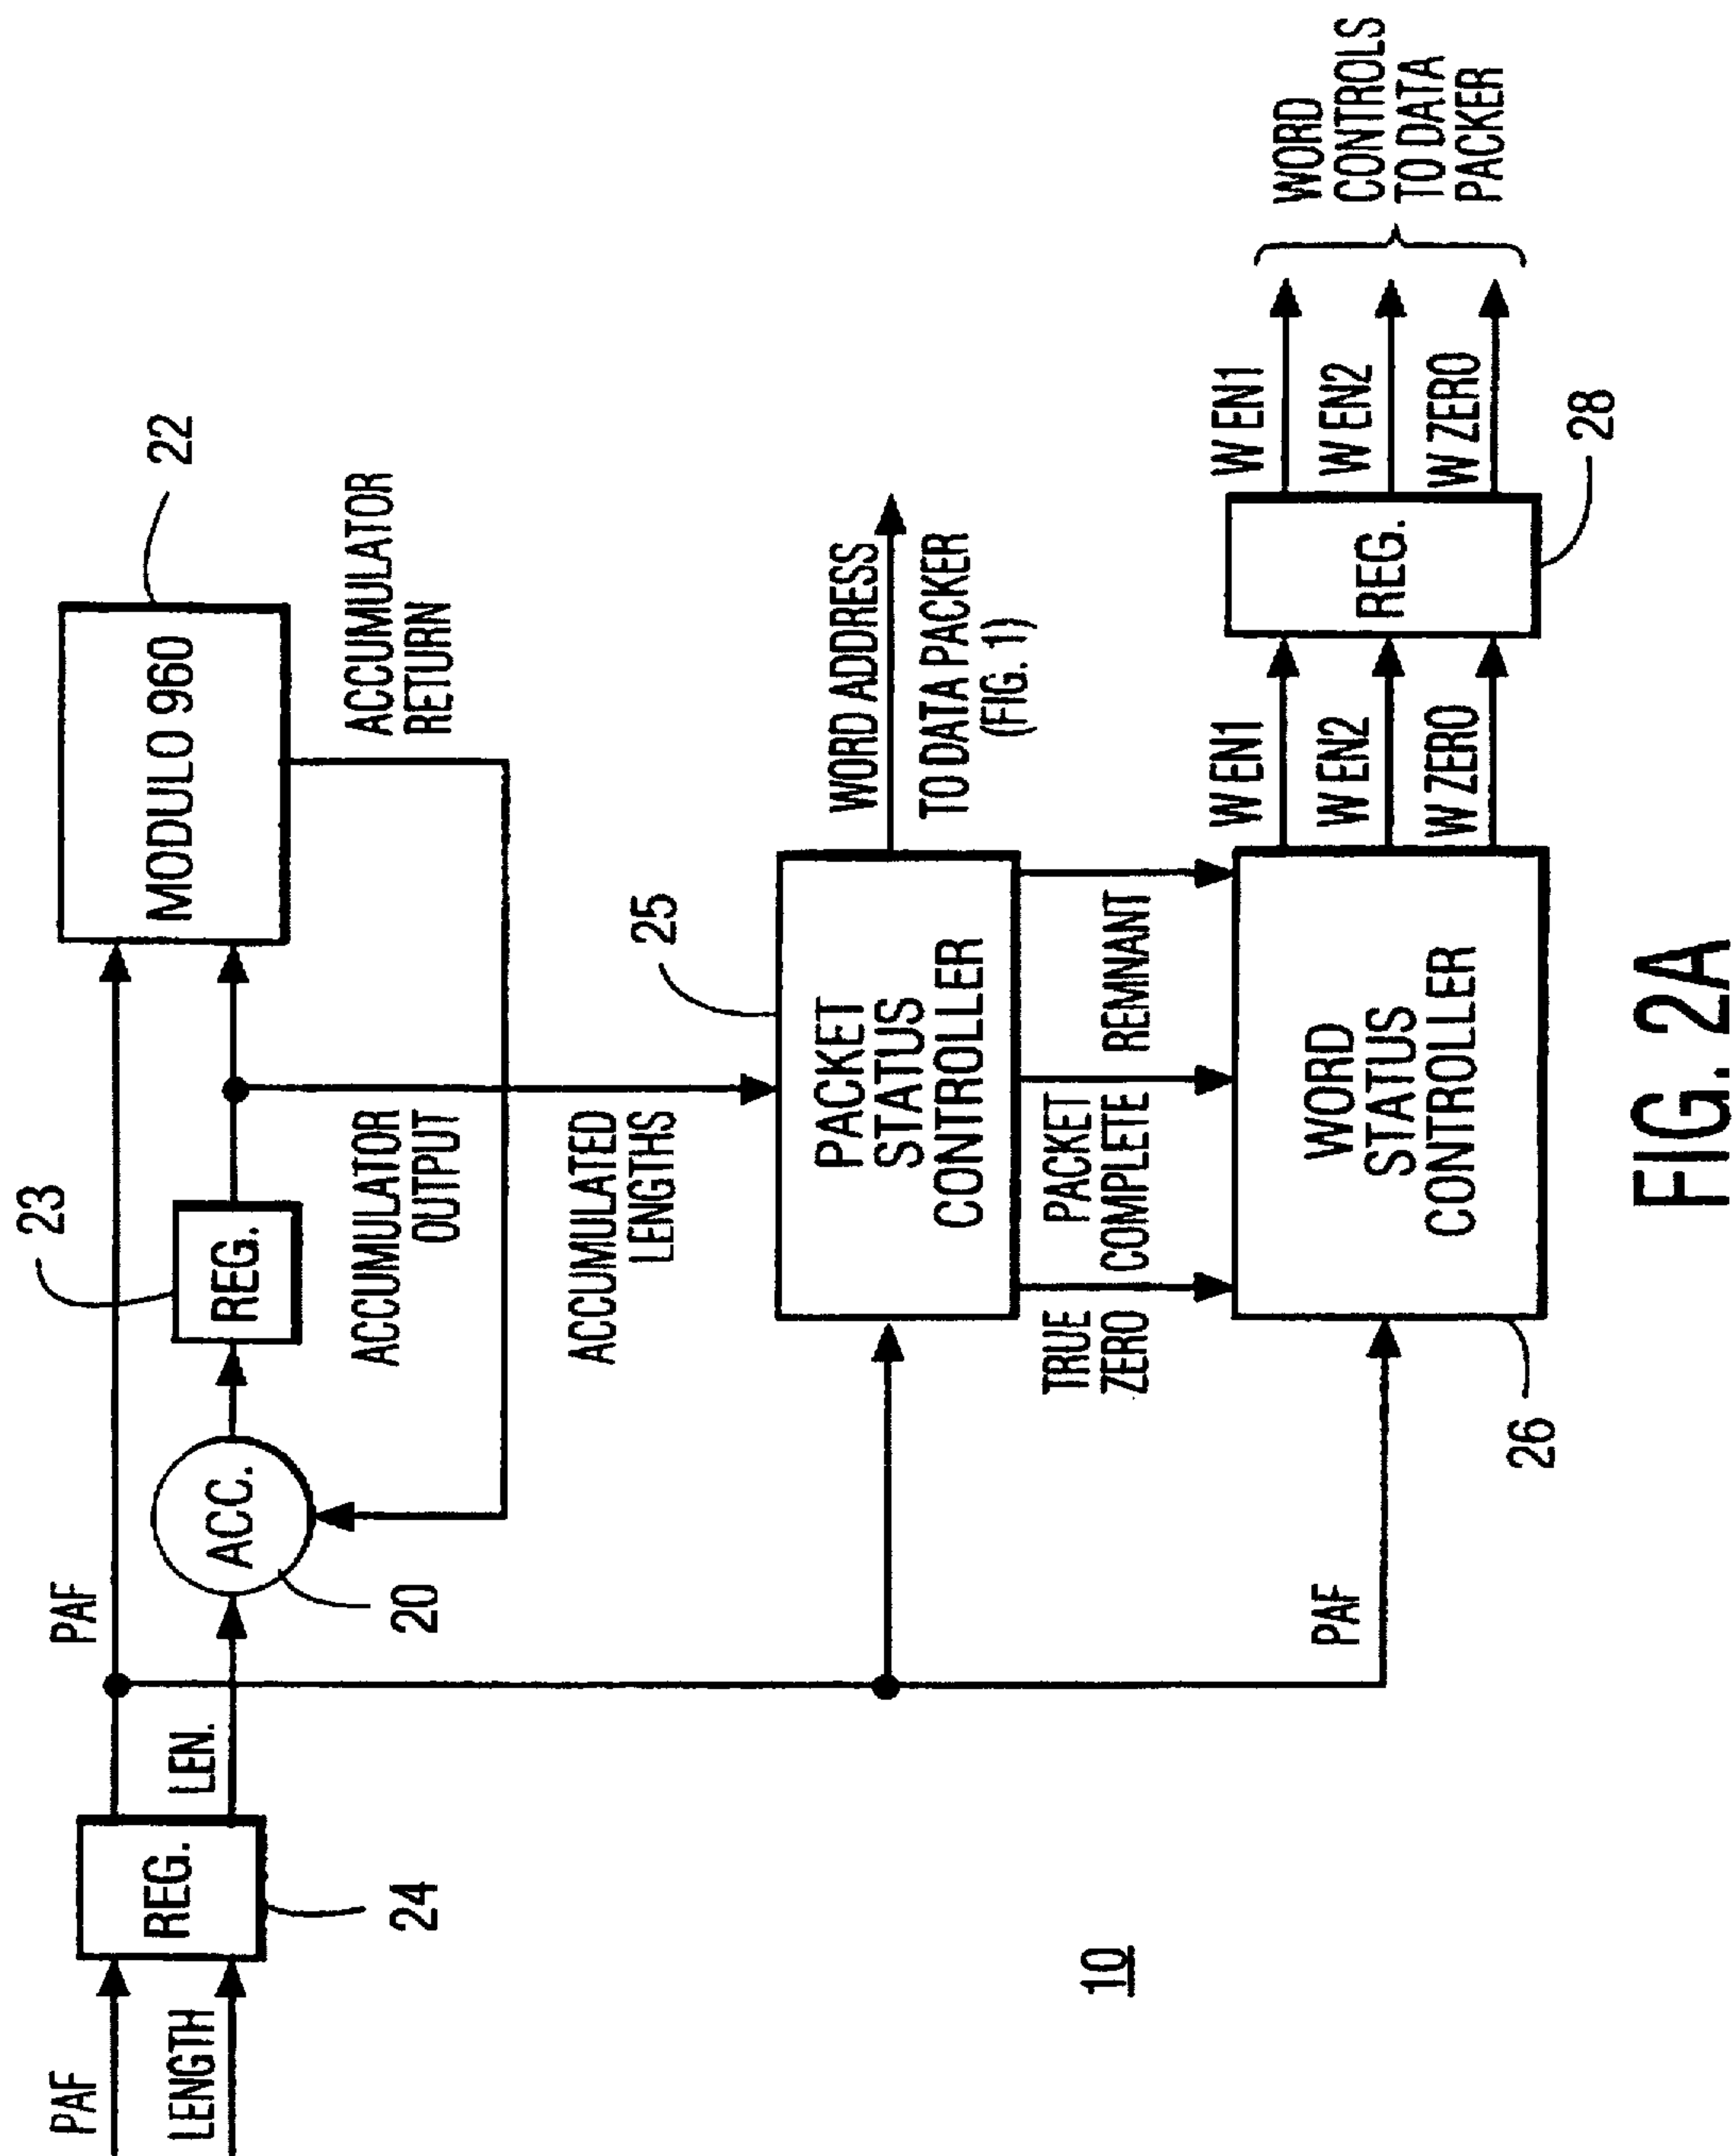 PAF
LENGTH
REG.
24
PAF
LEN.
ACC.
20
REG.
23
ACCUMULATOR
OUTPUT
MODULO 960
22
ACCUMULATOR
RETURN
ACCUMULATED
LENGTHS
PACKET
STATUS
CONTROLLER
25
WORD ADDRESS
TO DATA PACKER
(FIG. 1)
TRUE
ZERO
PACKET
COMPLETE
REMNANT
PAF
WORD
STATUS
CONTROLLER
26
W EN1
W EN2
W ZERO
REG.
28
W EN1
W EN2
W ZERO
WORD
CONTROLS
TO DATA
PACKER
10
FIG. 2A